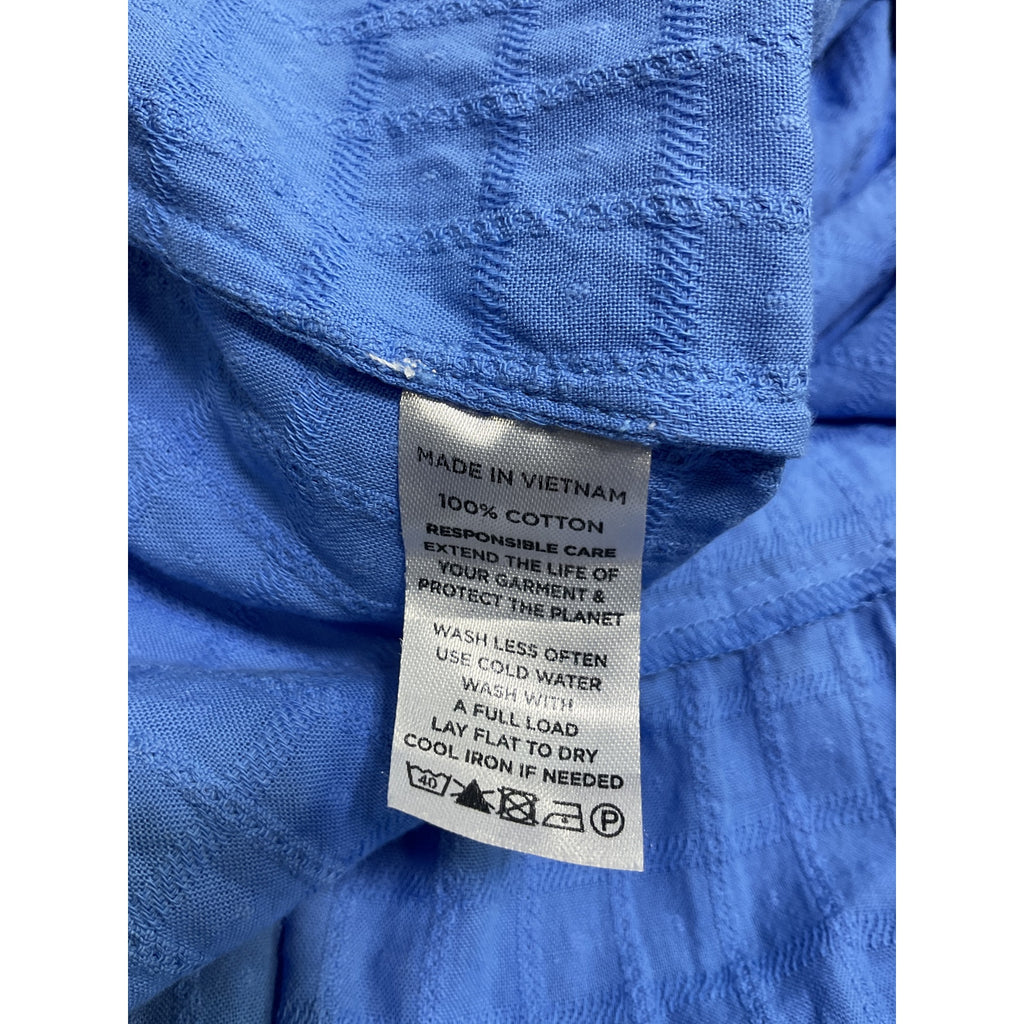 MADE IN VIETNAM
100% COTTON
RESPONSIBLE CARE
EXTEND THE LIFE OF
YOUR GARMENT &
PROTECT THE PLANET
WASH LESS OFTEN
USE COLD WATER
WASH WITH
A FULL LOAD
LAY FLAT TO DRY
COOL IRON IF NEEDED
40 P